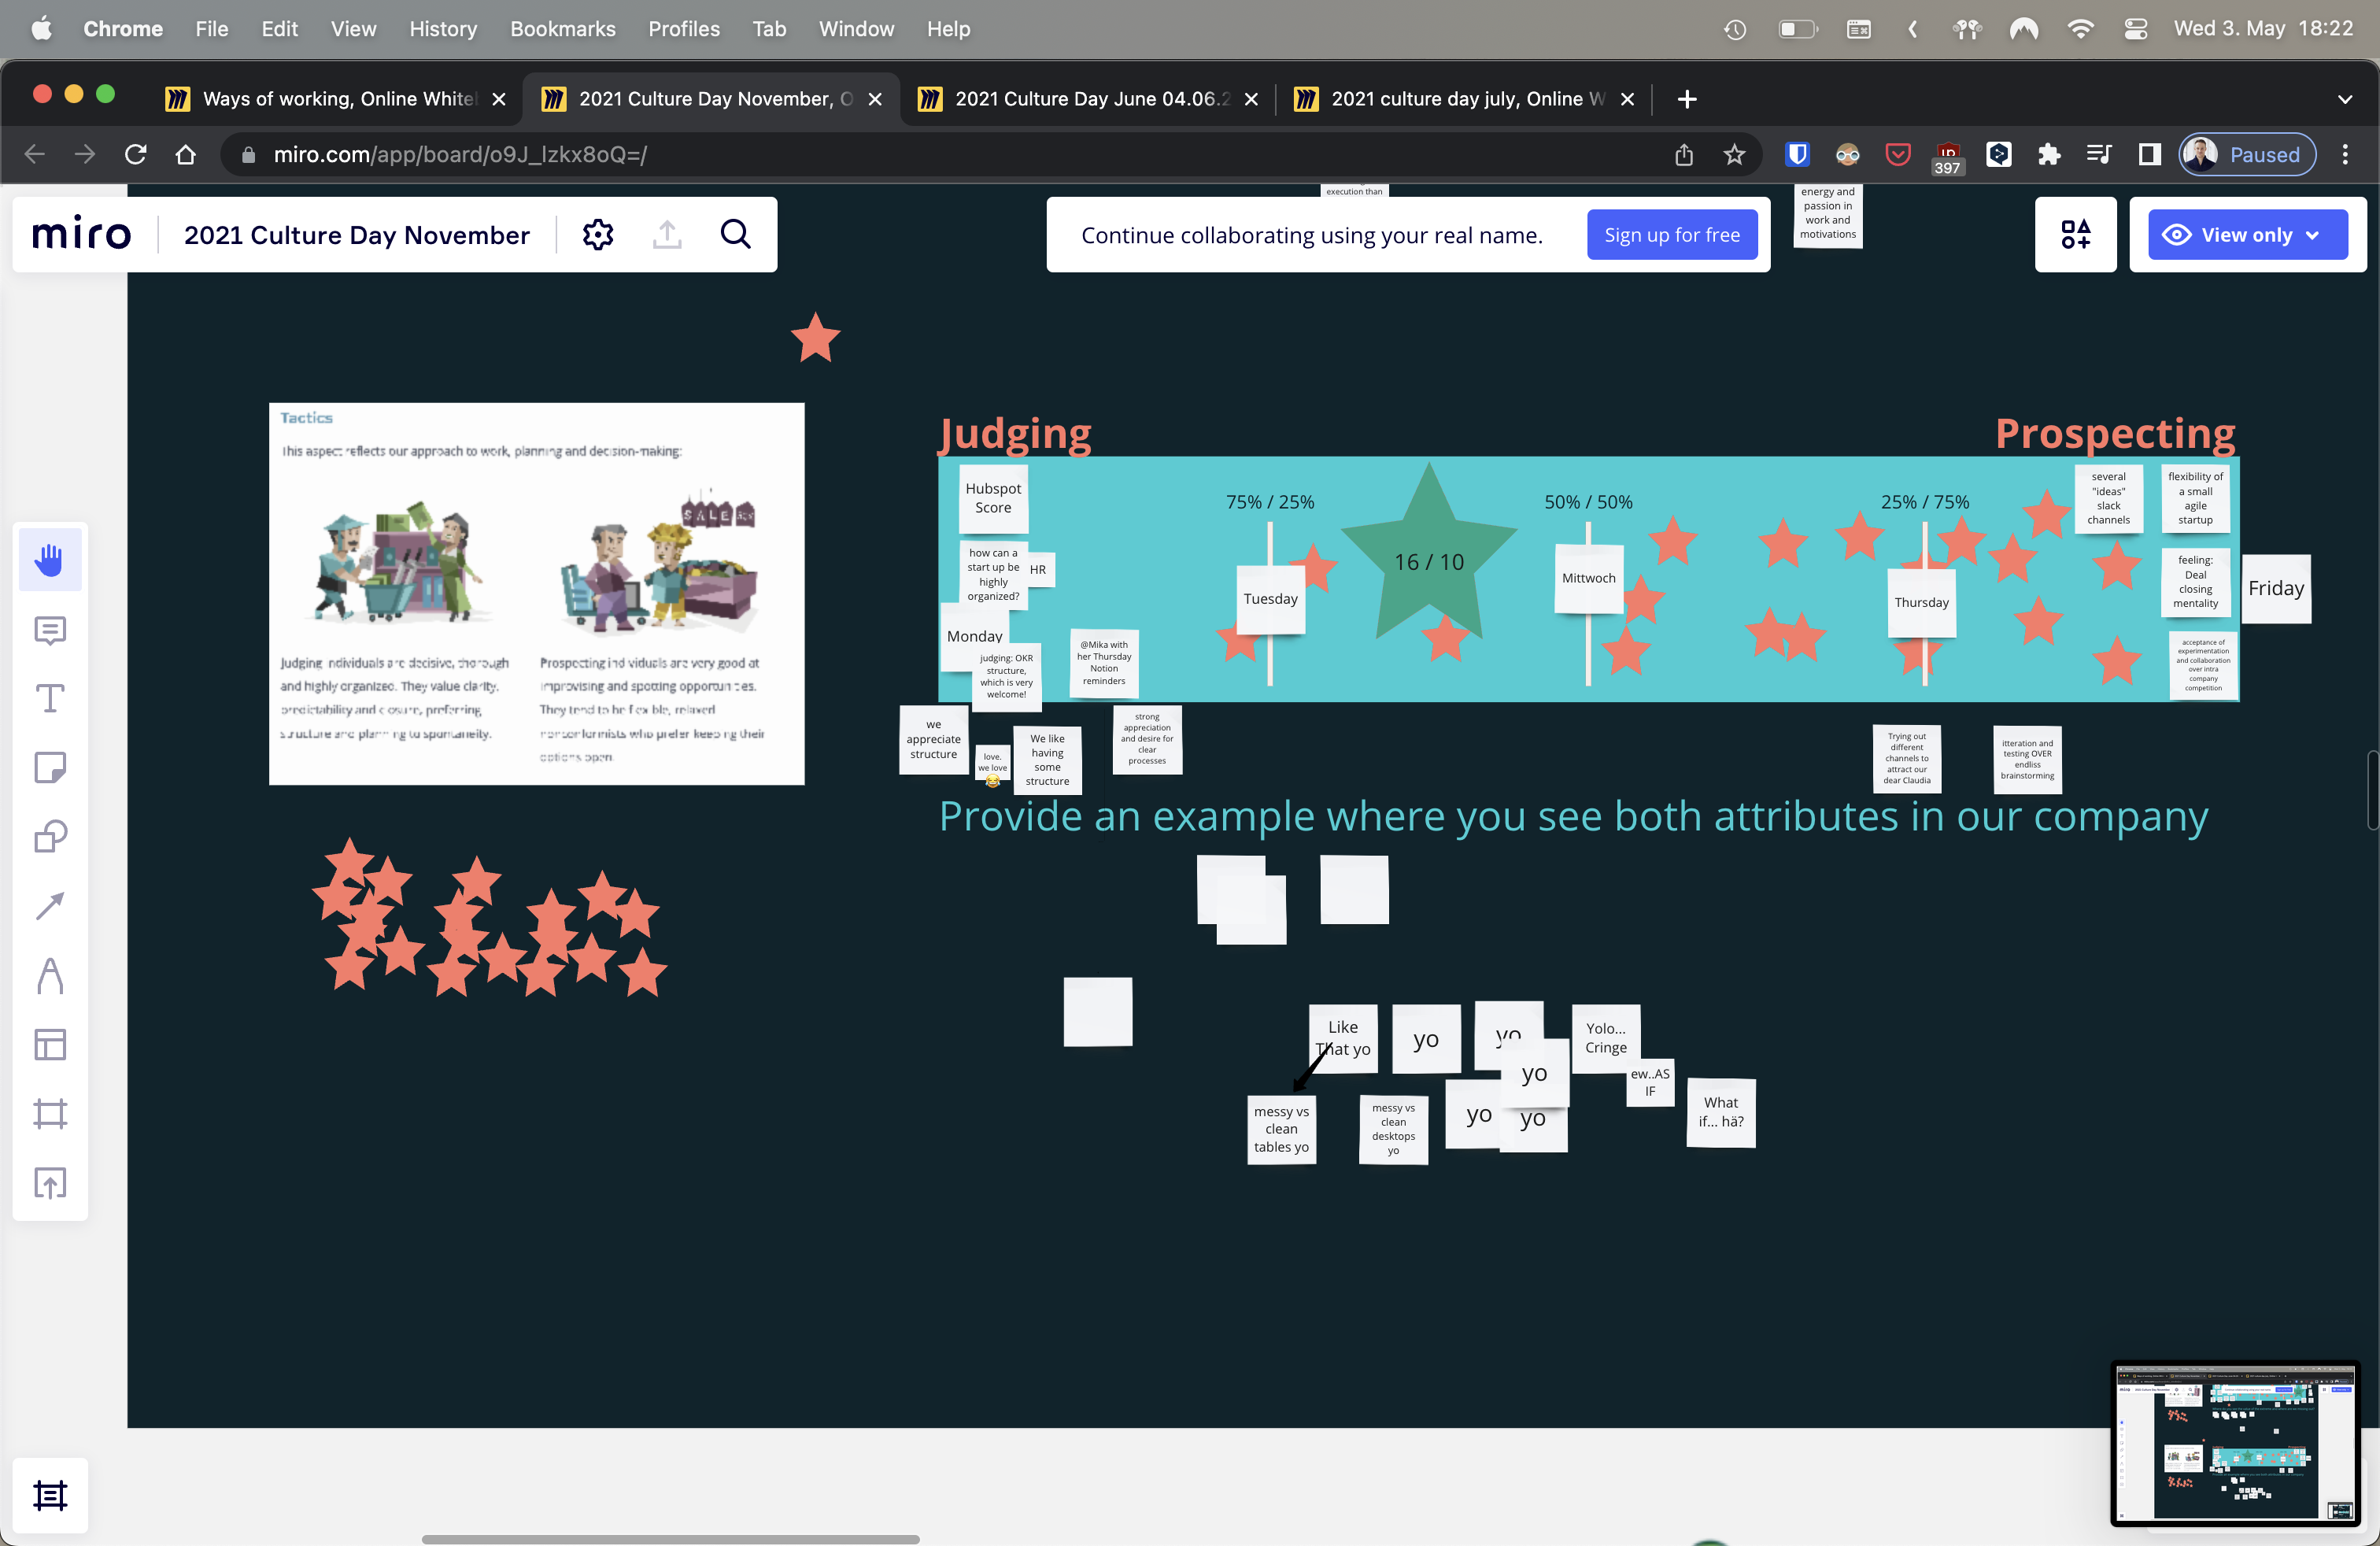 Chrome File Edit View History Bookmarks Profiles Tab Window Help
Wed 3. May 18:22
Ways of working, Online White
2021 Culture Day November, O
2021 Culture Day June 04.06.2
2021 culture day july, Online W
miro.com/app/board/o9J_lzkx8oQ=/
397
Paused
miro
2021 Culture Day November
execution than
Continue collaborating using your real name.
Sign up for free
energy and
passion in
work and
motivations
View only
Tactics
This aspect reflects our approach to work, planning and decision-making:
SALE
Judging individuals are decisive, thorough
and highly organized. They value clarity,
predictability and closure, preferring
structure and planning to spontaneity.
Prospecting individuals are very good at
improvising and spotting opportunities.
They tend to be flexible, relaxed
nonconformists who prefer keeping their
options open.
Judging
Prospecting
Hubspot
Score
how can a
start up be
highly
organized?
HR
Monday
judging: OKR
structure,
which is very
welcome!
@Mika with
her Thursday
Notion
reminders
75% / 25%
Tuesday
16 / 10
50% / 50%
Mittwoch
25% / 75%
Thursday
several
"ideas"
slack
channels
flexibility of
a small
agile
startup
feeling:
Deal
closing
mentality
Friday
acceptance of
experimentation
and collaboration
over intra
company
competition
we
appreciate
structure
love.
we love
We like
having
some
structure
strong
appreciation
and desire for
clear
processes
Trying out
different
channels to
attract our
dear Claudia
itteration and
testing OVER
endliss
brainstorming
Provide an example where you see both attributes in our company
Like
That yo
yo
yo
yo
Yolo...
Cringe
ew..AS
IF
What
if... hä?
messy vs
clean
tables yo
messy vs
clean
desktops
yo
yo
yo